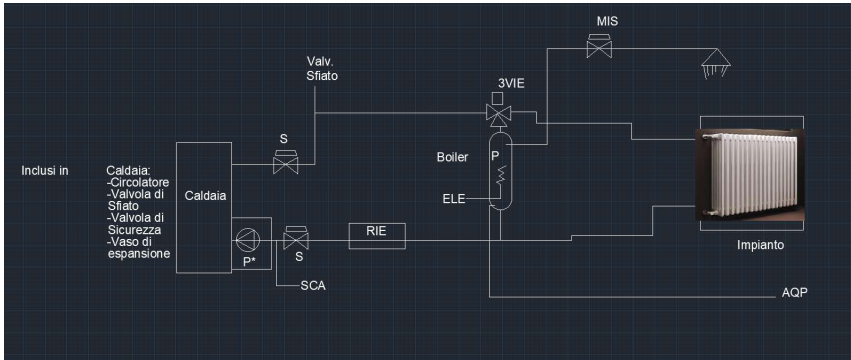 MIS
Valv.
Sfiato
3VIE
S
Boiler
P
Inclusi in
Caldaia:
-Circolatore
-Valvola di
Sfiato
-Valvola di
Sicurezza
-Vaso di
espansione
Caldaia
ELE
RIE
P*
S
Impianto
SCA
AQP